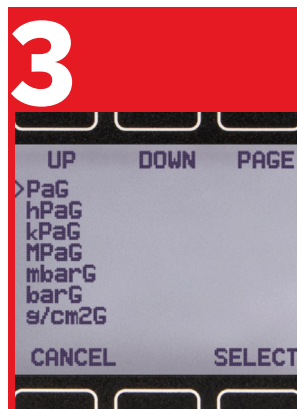 3
UP DOWN PAGE
>PaG
hPaG
kPaG
MPaG
mbarG
barG
g/cm2G
CANCEL SELECT